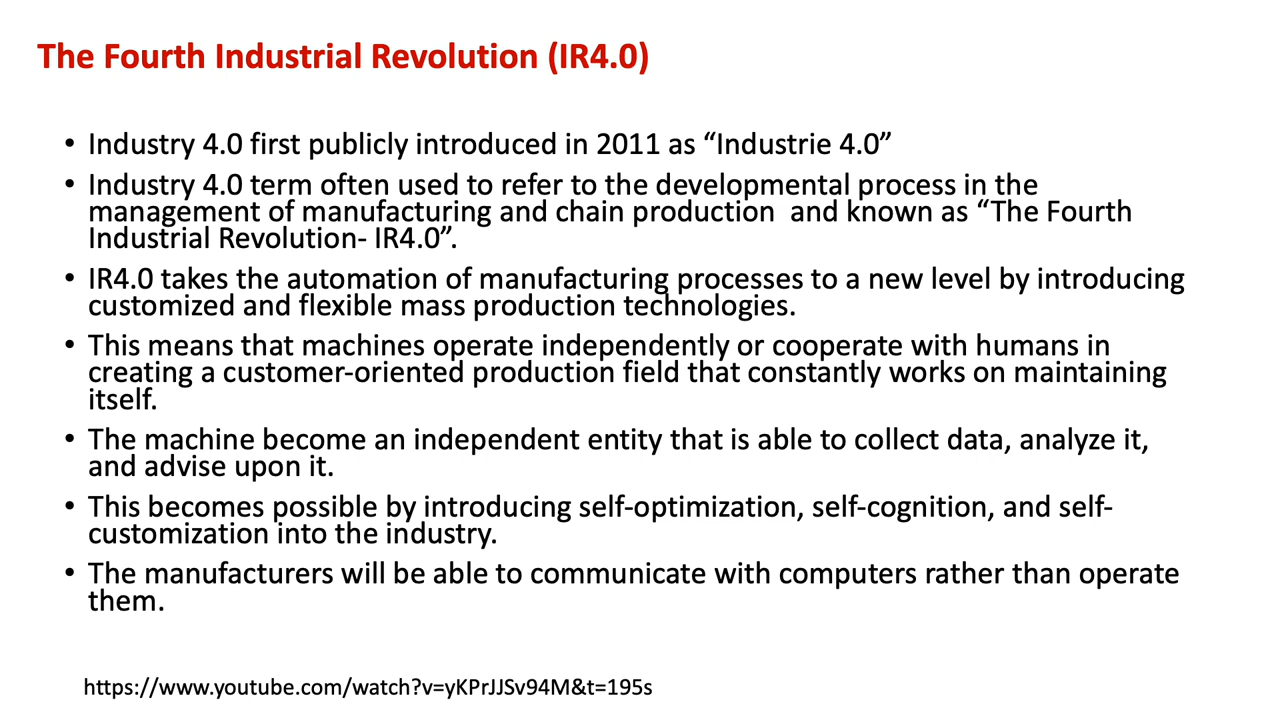 The Fourth Industrial Revolution (IR4.0)
• Industry 4.0 first publicly introduced in 2011 as “Industrie 4.0”
• Industry 4.0 term often used to refer to the developmental process in the
management of manufacturing and chain production  and known as “The Fourth
Industrial Revolution- IR4.0”.
• IR4.0 takes the automation of manufacturing processes to a new level by introducing
customized and flexible mass production technologies.
• This means that machines operate independently or cooperate with humans in
creating a customer-oriented production field that constantly works on maintaining
itself.
• The machine become an independent entity that is able to collect data, analyze it,
and advise upon it.
• This becomes possible by introducing self-optimization, self-cognition, and self-
customization into the industry.
• The manufacturers will be able to communicate with computers rather than operate
them.
https://www.youtube.com/watch?v=yKPrJJSv94M&t=195s